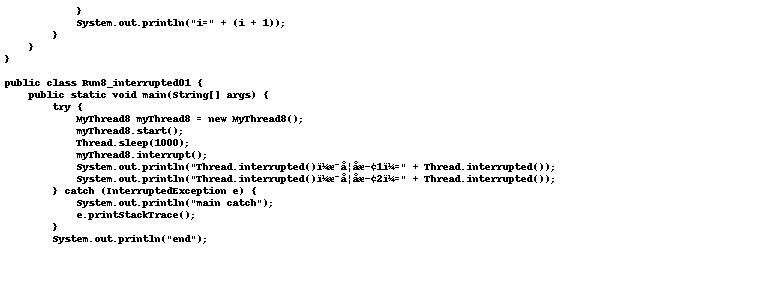 }
System.out.println("i=" + (i + 1));
}
}
}
public class Run8_interrupted01 {
public static void main(String[] args) {
try {
MyThread8 myThread8 = new MyThread8();
myThread8.start();
Thread.sleep(1000);
myThread8.interrupt();
System.out.println("Thread.interrupted()ï¼æ¯å¦åæ­¢1ï¼=" + Thread.interrupted());
System.out.println("Thread.interrupted()ï¼æ¯å¦åæ­¢2ï¼=" + Thread.interrupted());
} catch (InterruptedException e) {
System.out.println("main catch");
e.printStackTrace();
}
System.out.println("end");